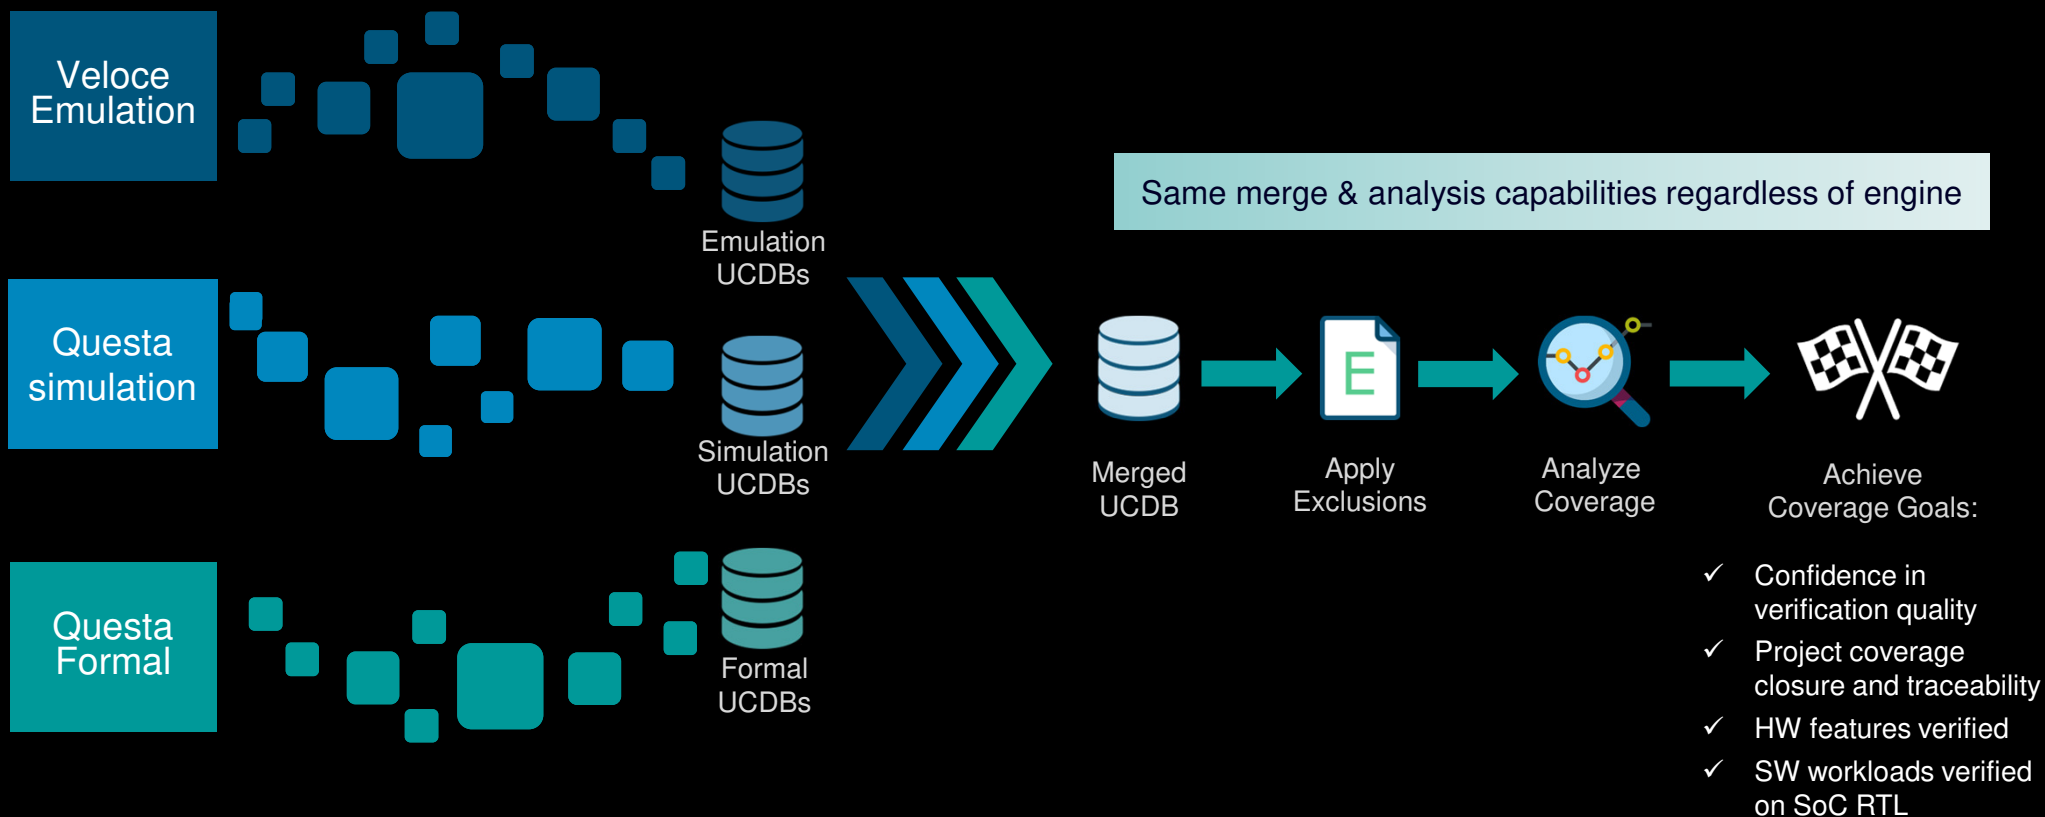 Veloce
Emulation
Emulation
UCDBs
Same merge & analysis capabilities regardless of engine
Questa
simulation
Simulation
UCDBs
Questa
Formal
Formal
UCDBs
Merged
UCDB
E
Apply
Exclusions
Analyze
Coverage
Achieve
Coverage Goals:
✓ Confidence in
verification quality
✓ Project coverage
closure and traceability
✓ HW features verified
✓ SW workloads verified
on SoC RTL